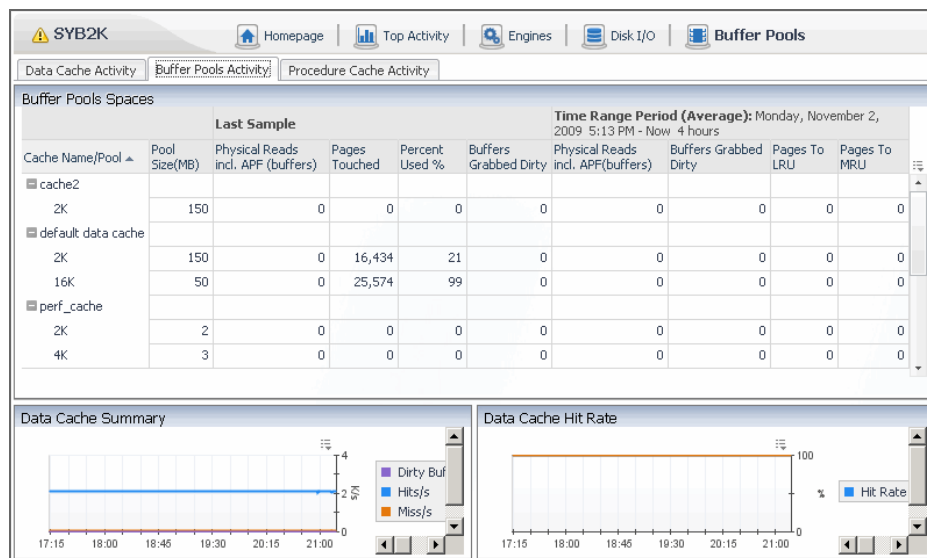 SYB2K Homepage Top Activity Engines Disk I/O Buffer Pools
Data Cache Activity Buffer Pools Activity Procedure Cache Activity
Buffer Pools Spaces
Last Sample
Time Range Period (Average): Monday, November 2,
2009 5:13 PM - Now 4 hours
Cache Name/Pool
Pool
Size(MB)
Physical Reads
incl. APF (buffers)
Pages
Touched
Percent
Used %
Buffers
Grabbed Dirty
Physical Reads
incl. APF(buffers)
Buffers Grabbed
Dirty
Pages To
LRU
Pages To
MRU
cache2
2K 150 0 0 0 0 0 0 0 0
default data cache
2K 150 0 16,434 21 0 0 0 0 0
16K 50 0 25,574 99 0 0 0 0 0
perf_cache
2K 2 0 0 0 0 0 0 0 0
4K 3 0 0 0 0 0 0 0 0
Data Cache Summary
4
2
0
K/s
17:15 18:00 18:45 19:30 20:15 21:00
Dirty Buf
Hits/s
Miss/s
Data Cache Hit Rate
100
%
0
17:15 18:00 18:45 19:30 20:15 21:00
Hit Rate